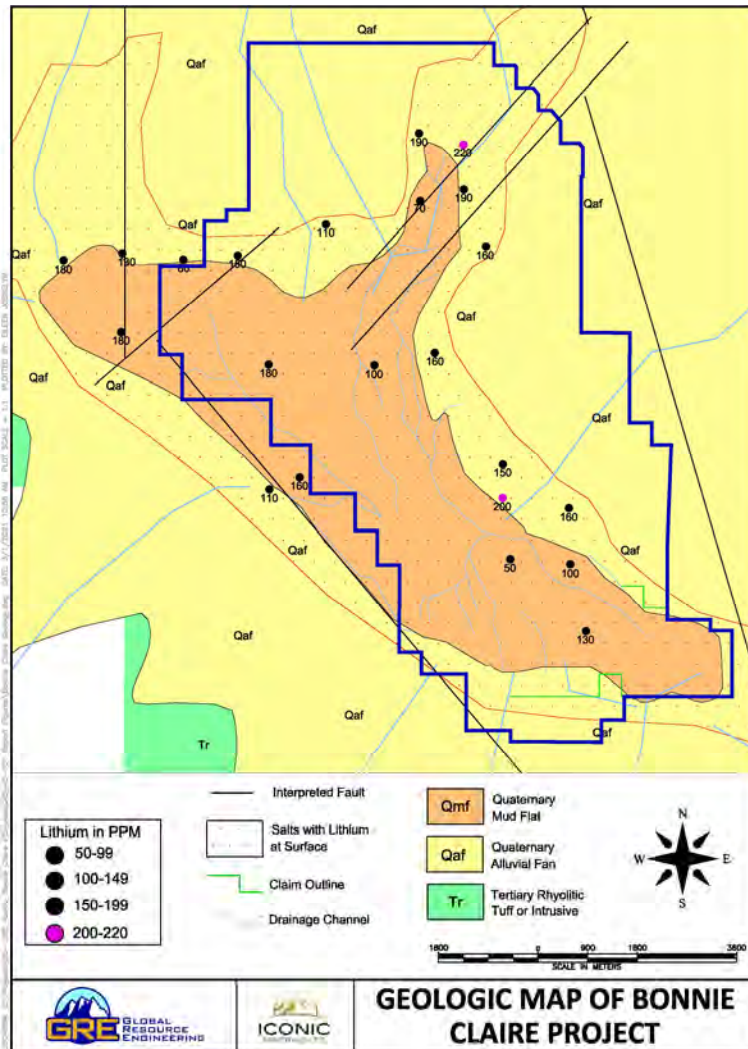 Qaf
Qaf
Qaf
Qaf
190
220
70
190
Qaf
110
160
Qaf
180
130
60
160
180
Qaf
Qaf
160
180
100
Qaf
150
160
110
200
160
Qaf
Qaf
50
100
Qaf
130
Qaf
Qaf
Tr
Interpreted Fault
Salts with Lithium
at Surface
Claim Outline
Drainage Channel
Lithium in PPM
50-99
100-149
150-199
200-220
Qmf
Quaternary
Mud Flat
Qaf
Quaternary
Alluvial Fan
Tr
Tertiary Rhyolitic
Tuff or Intrusive
N
W
E
S
1800
0
900
1800
3600
SCALE IN METERS
GRE
GLOBAL
RESOURCE
ENGINEERING
ICONIC
GEOLOGIC MAP OF BONNIE
CLAIRE PROJECT